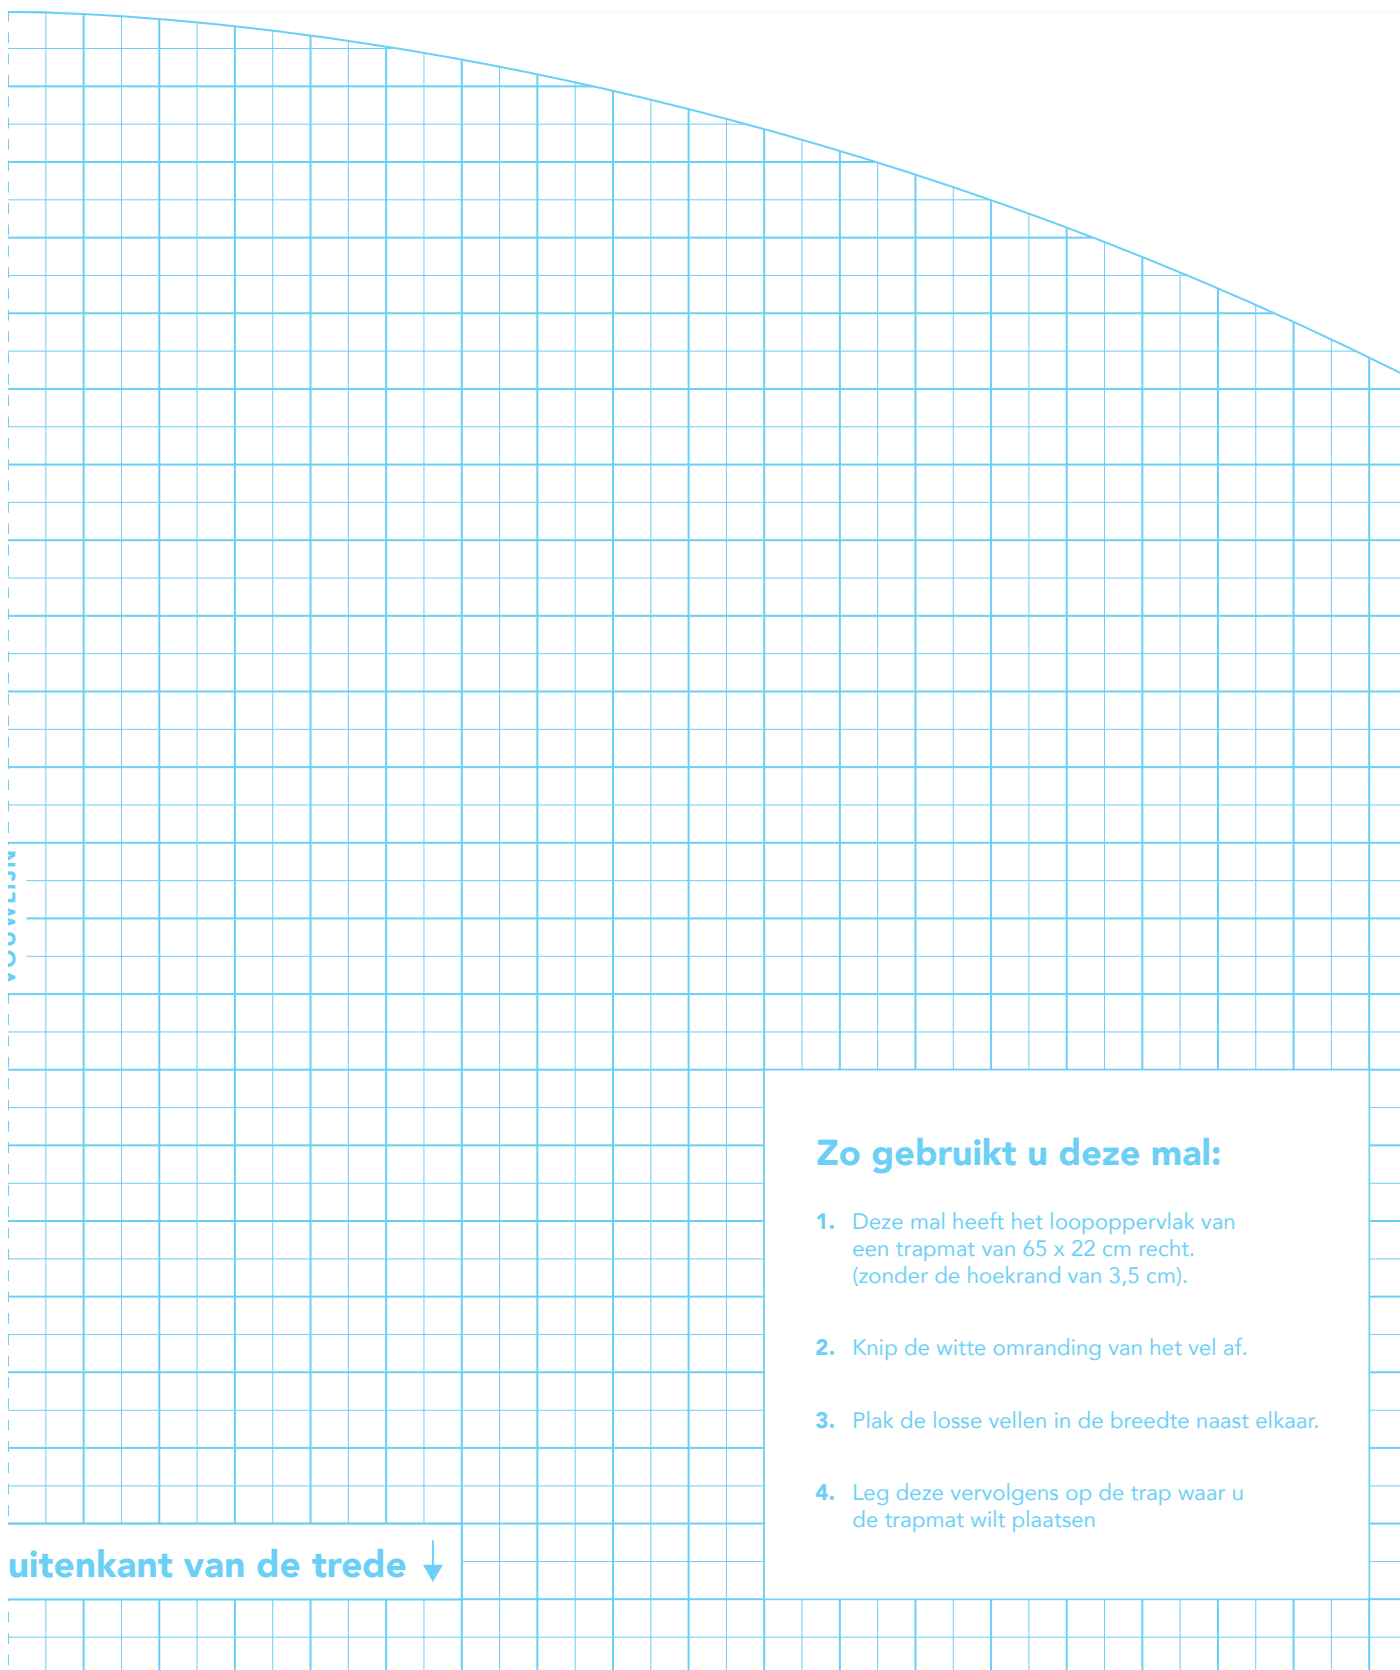 VOUWLIJN
Zo gebruikt u deze mal:
1. Deze mal heeft het loopoppervlak van
een trapmat van 65 x 22 cm recht.
(zonder de hoekrand van 3,5 cm).
2. Knip de witte omranding van het vel af.
3. Plak de losse vellen in de breedte naast elkaar.
4. Leg deze vervolgens op de trap waar u
de trapmat wilt plaatsen
uitenkant van de trede